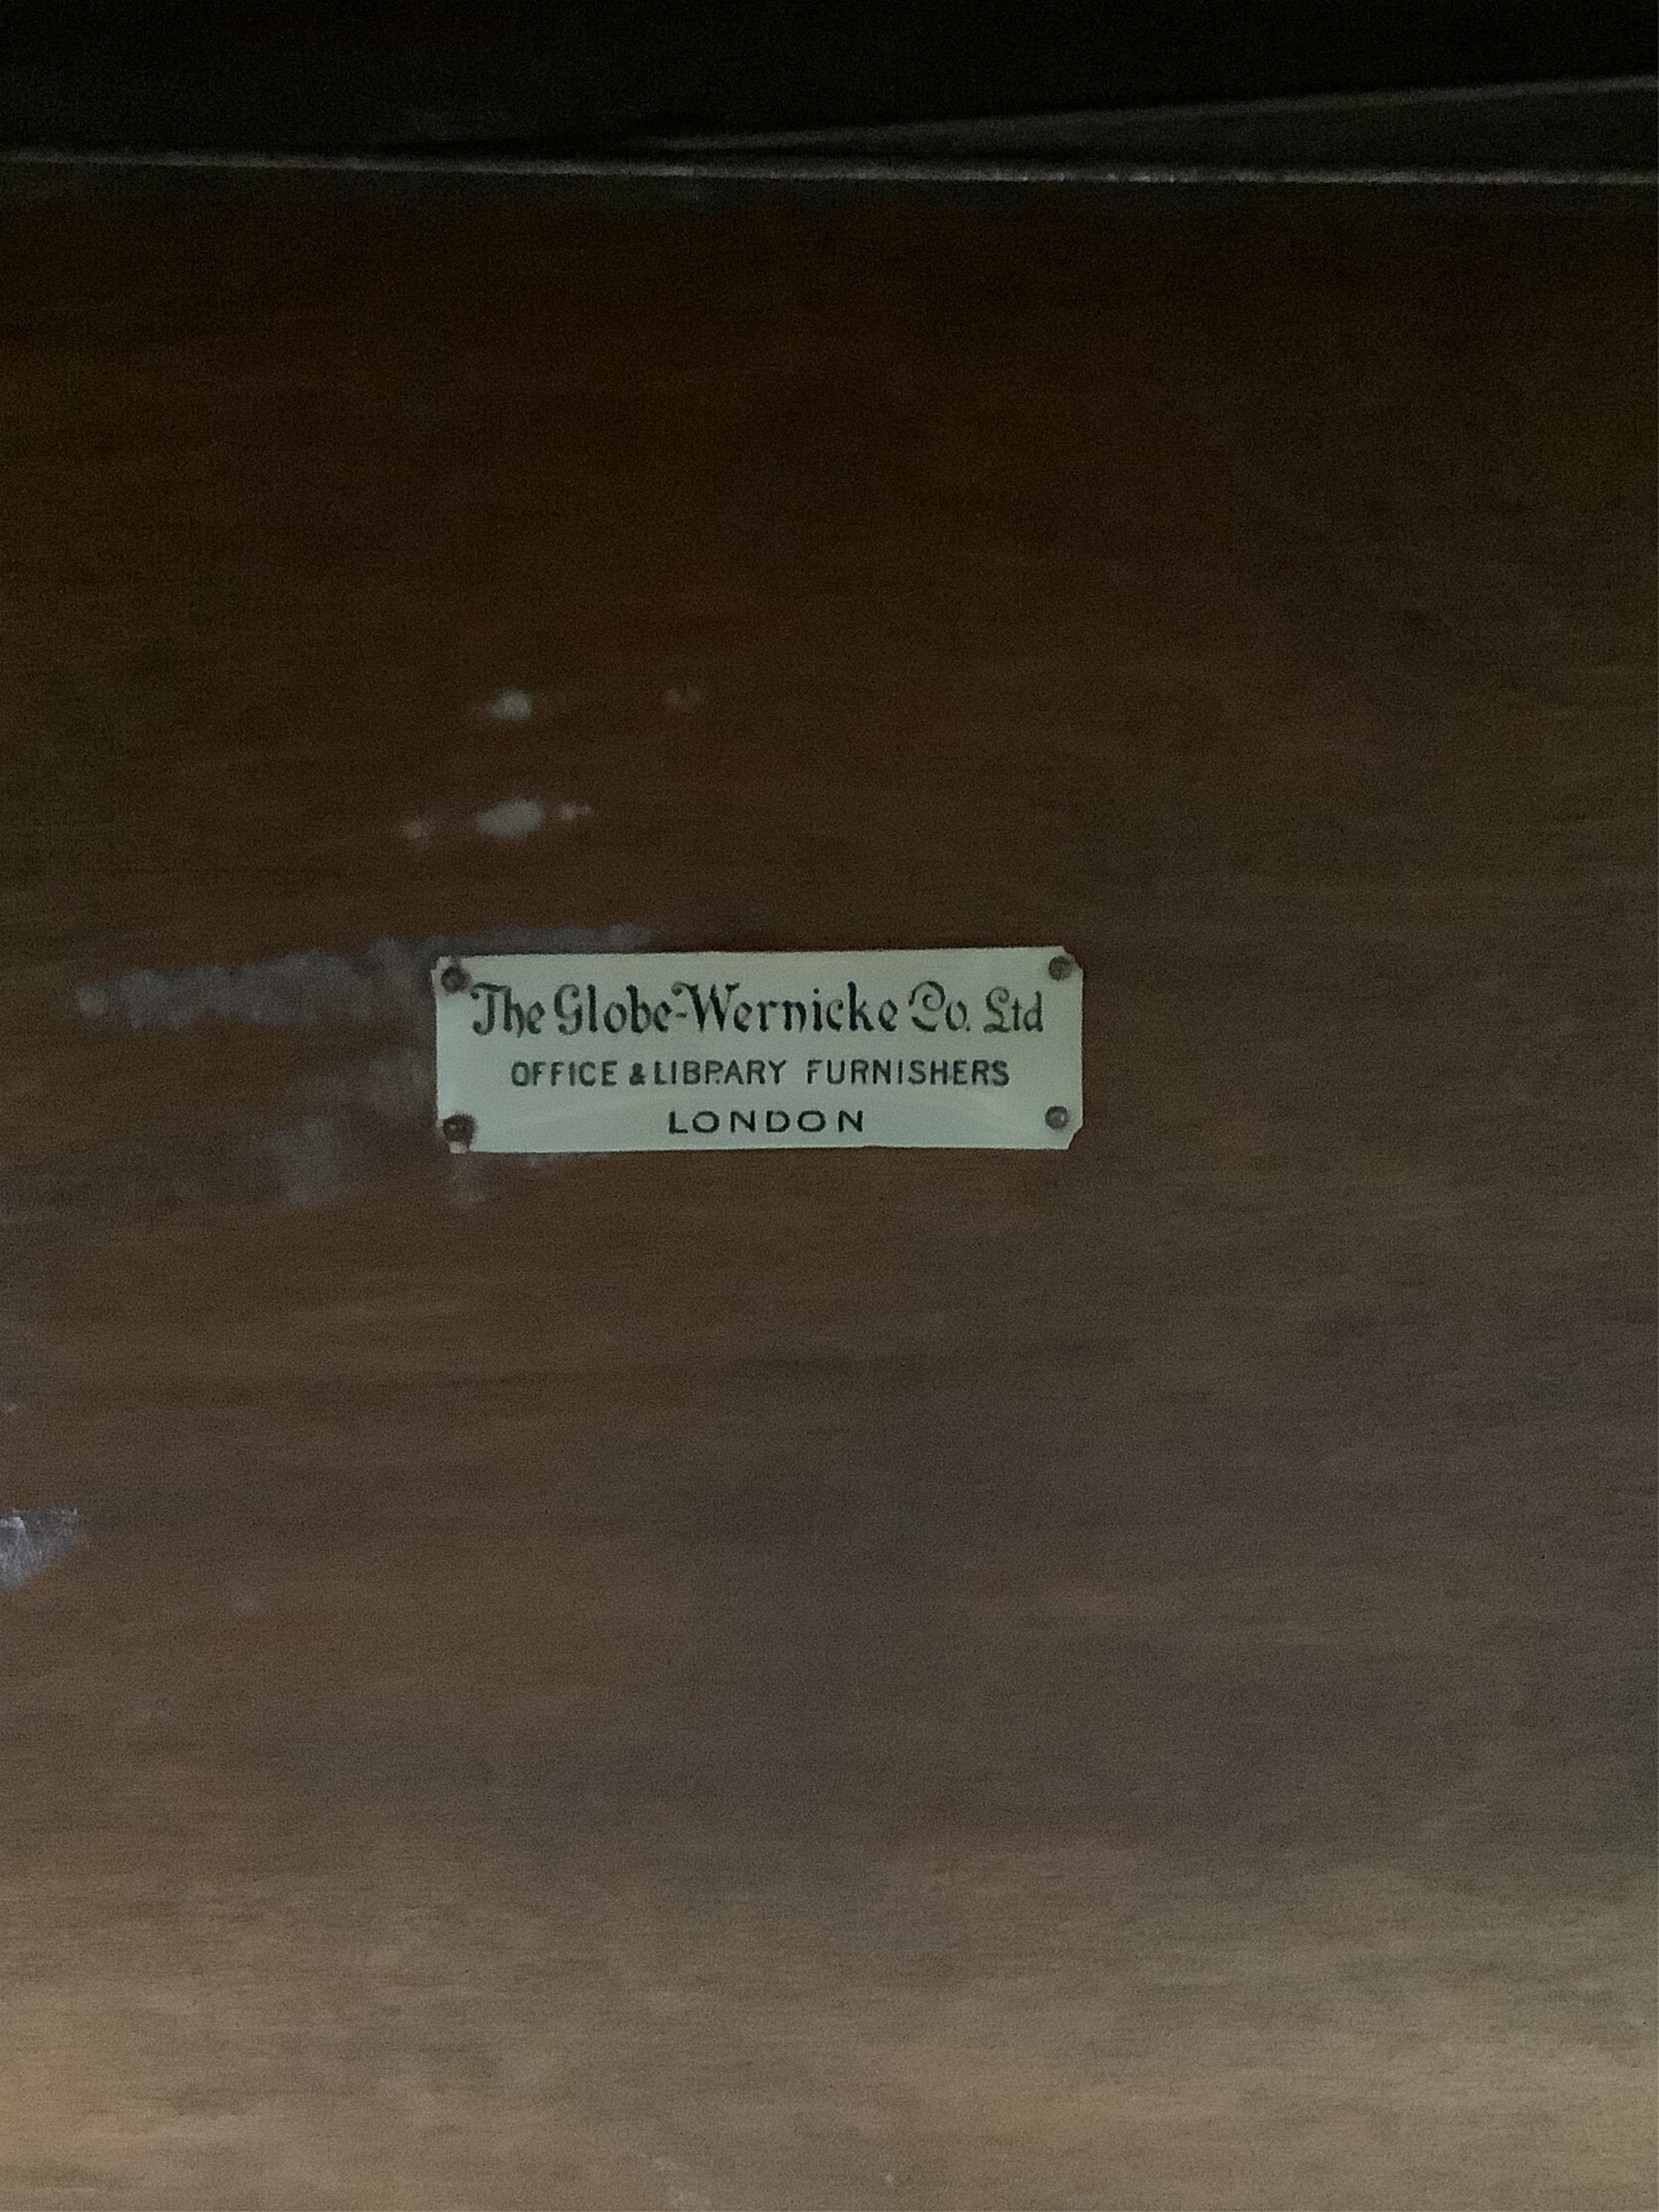 The Globe-Wernicke Co. Ltd
OFFICE & LIBRARY FURNISHERS
LONDON